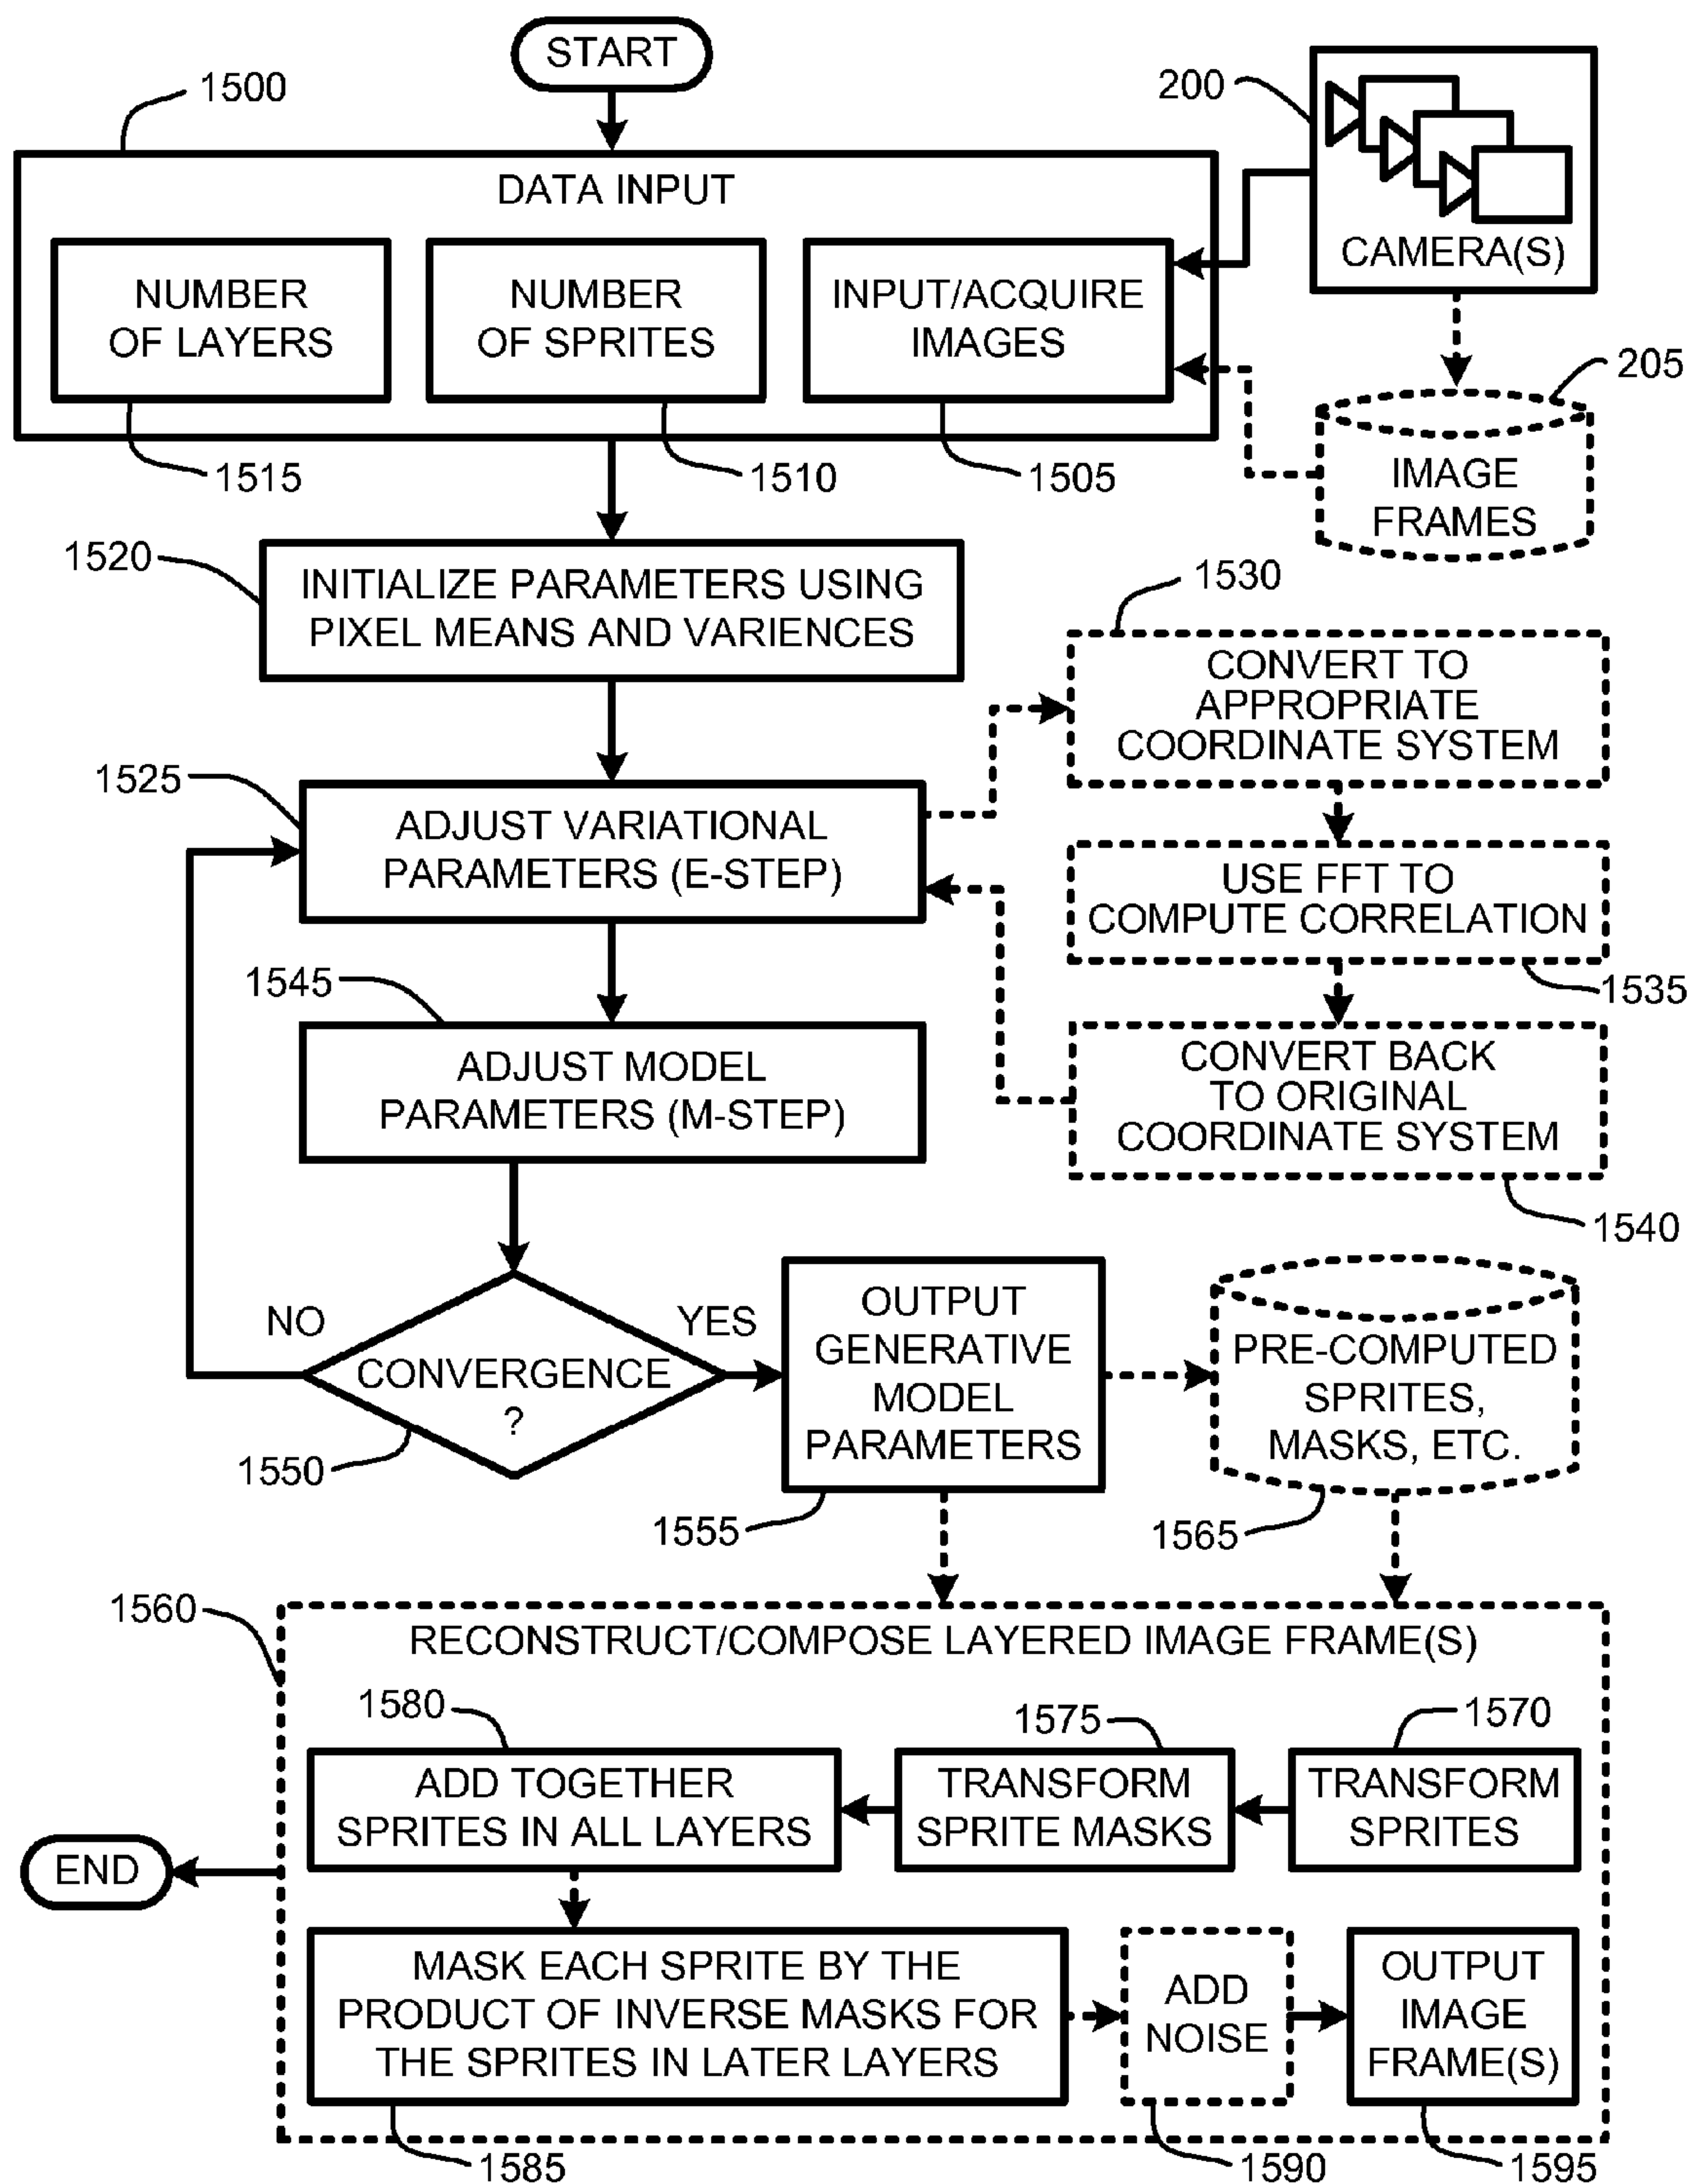 START
1500
200
DATA INPUT
CAMERA(S)
NUMBER
OF LAYERS
NUMBER
OF SPRITES
INPUT/ACQUIRE
IMAGES
205
1515
1510
1505
IMAGE
FRAMES
1520
INITIALIZE PARAMETERS USING
PIXEL MEANS AND VARIENCES
1530
CONVERT TO
APPROPRIATE
COORDINATE SYSTEM
1525
ADJUST VARIATIONAL
PARAMETERS (E-STEP)
USE FFT TO
COMPUTE CORRELATION
1535
1545
ADJUST MODEL
PARAMETERS (M-STEP)
CONVERT BACK
TO ORIGINAL
COORDINATE SYSTEM
1540
NO
YES
CONVERGENCE
?
1550
OUTPUT
GENERATIVE
MODEL
PARAMETERS
1555
PRE-COMPUTED
SPRITES,
MASKS, ETC.
1565
1560
RECONSTRUCT/COMPOSE LAYERED IMAGE FRAME(S)
1580
1575
1570
ADD TOGETHER
SPRITES IN ALL LAYERS
TRANSFORM
SPRITE MASKS
TRANSFORM
SPRITES
END
MASK EACH SPRITE BY THE
PRODUCT OF INVERSE MASKS FOR
THE SPRITES IN LATER LAYERS
ADD
NOISE
OUTPUT
IMAGE
FRAME(S)
1585
1590
1595